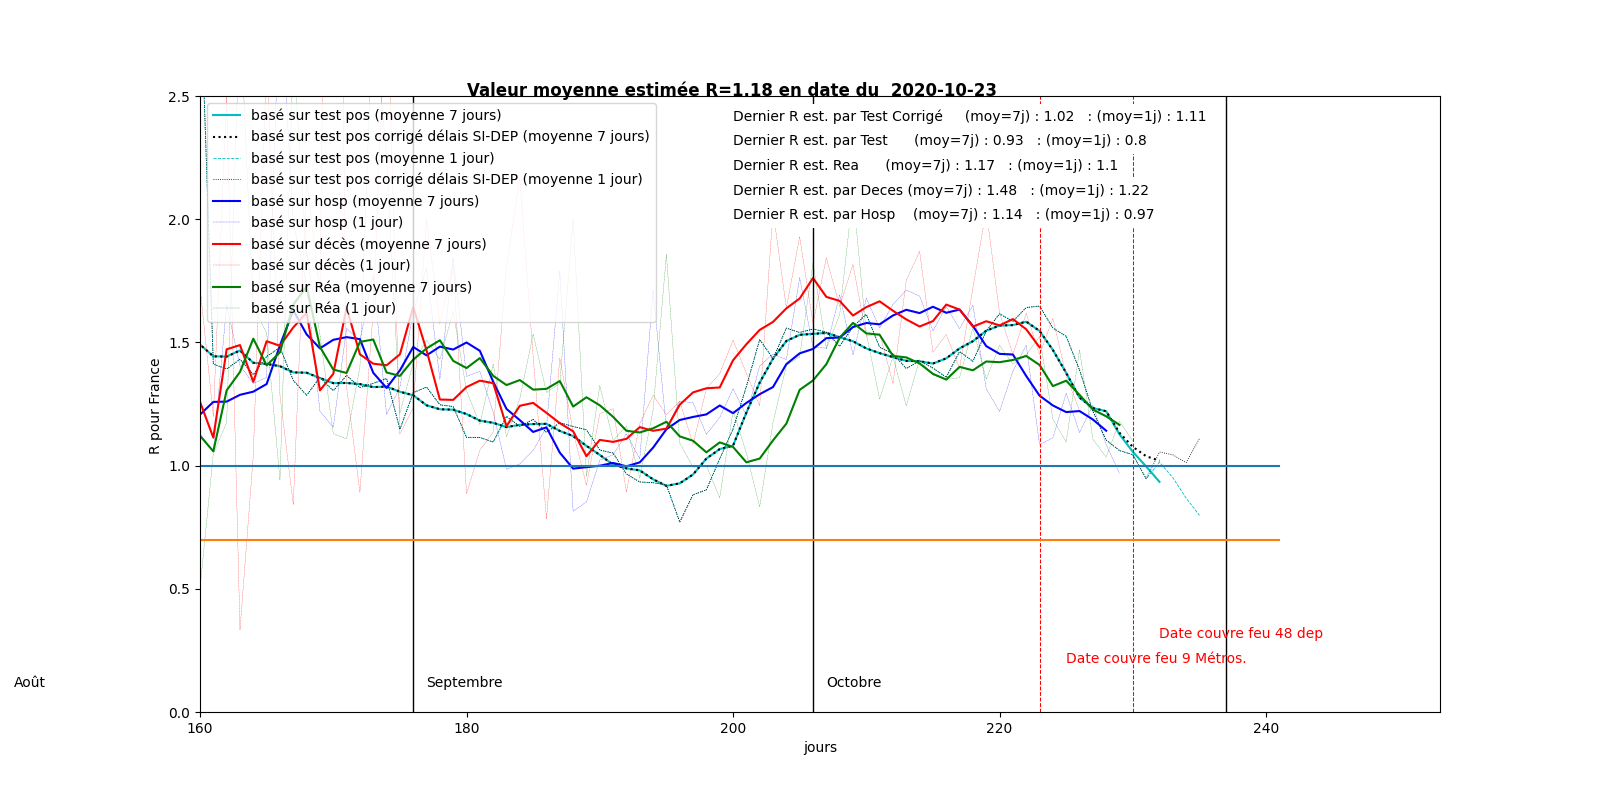 Valeur moyenne estimée R=1.18 en date du  2020-10-23
basé sur test pos (moyenne 7 jours)
basé sur test pos corrigé délais SI-DEP (moyenne 7 jours)
basé sur test pos (moyenne 1 jour)
basé sur test pos corrigé délais SI-DEP (moyenne 1 jour)
basé sur hosp (moyenne 7 jours)
basé sur hosp (1 jour)
basé sur décès (moyenne 7 jours)
basé sur décès (1 jour)
basé sur Réa (moyenne 7 jours)
basé sur Réa (1 jour)
Dernier R est. par Test Corrigé     (moy=7j) : 1.02   : (moy=1j) : 1.11
Dernier R est. par Test      (moy=7j) : 0.93   : (moy=1j) : 0.8
Dernier R est. Rea      (moy=7j) : 1.17   : (moy=1j) : 1.1
Dernier R est. par Deces (moy=7j) : 1.48   : (moy=1j) : 1.22
Dernier R est. par Hosp    (moy=7j) : 1.14   : (moy=1j) : 0.97
2.5
2.0
1.5
1.0
0.5
0.0
R pour France
Date couvre feu 48 dep
Date couvre feu 9 Métros.
Août
Septembre
Octobre
160
180
200
220
240
jours